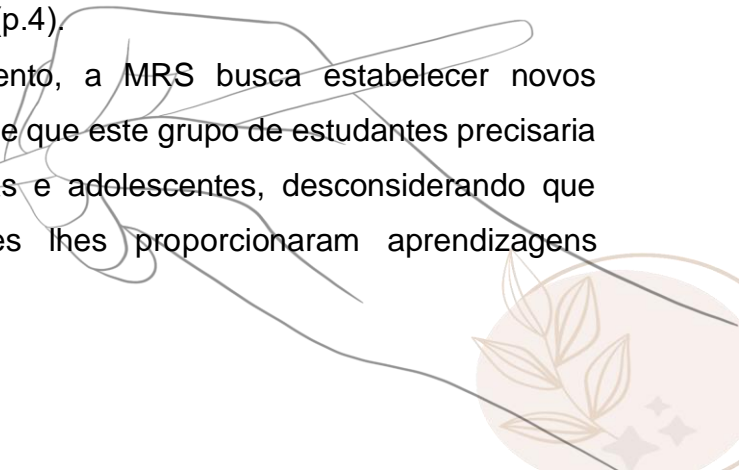 p.4).
ento, a MRS busca estabelecer novos
e que este grupo de estudantes precisaria
s e adolescentes, desconsiderando que
es lhes proporcionaram aprendizagens